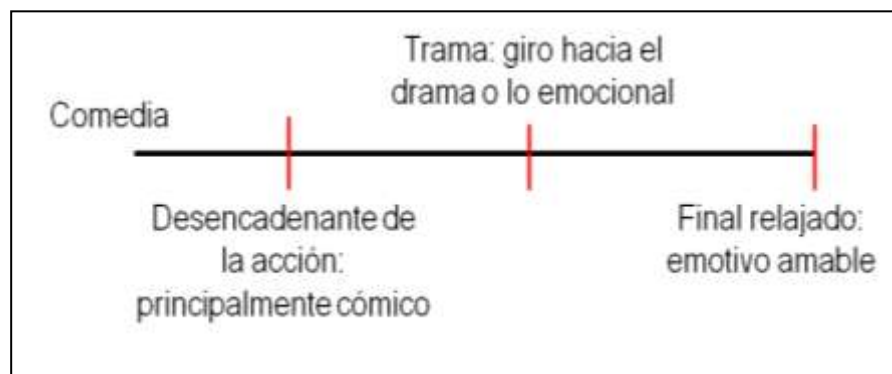 Trama: giro hacia el
drama o lo emocional
Comedia
Desencadenante de
la acción:
principalmente cómico
Final relajado:
emotivo amable